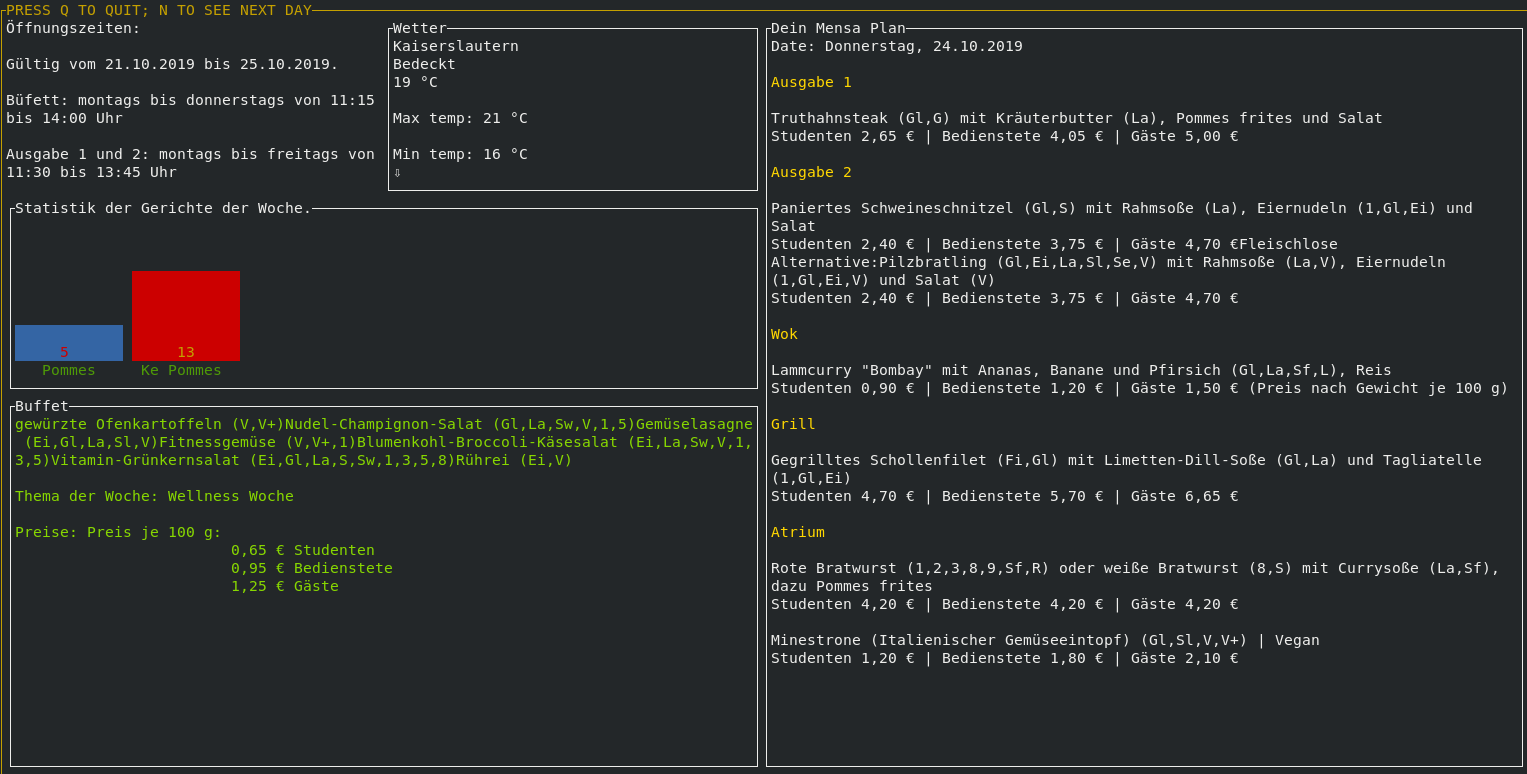 PRESS Q TO QUIT; N TO SEE NEXT DAY
Öffnungszeiten:
Gültig vom 21.10.2019 bis 25.10.2019.
Büfett: montags bis donnerstags von 11:15
bis 14:00 Uhr
Ausgabe 1 und 2: montags bis freitags von
11:30 bis 13:45 Uhr
Wetter
Kaiserslautern
Bedeckt
19 °C
Max temp: 21 °C
Min temp: 16 °C
⇩
Statistik der Gerichte der Woche.
5 13
Pommes Ke Pommes
Buffet
gewürzte Ofenkartoffeln (V,V+)Nudel-Champignon-Salat (Gl,La,Sw,V,1,5)Gemüselasagne
(Ei,Gl,La,Sl,V)Fitnessgemüse (V,V+,1)Blumenkohl-Broccoli-Käsesalat (Ei,La,Sw,V,1,
3,5)Vitamin-Grünkernsalat (Ei,Gl,La,S,Sw,1,3,5,8)Rührei (Ei,V)
Thema der Woche: Wellness Woche
Preise: Preis je 100 g:
0,65 € Studenten
0,95 € Bedienstete
1,25 € Gäste
Dein Mensa Plan
Date: Donnerstag, 24.10.2019
Ausgabe 1
Truthahnsteak (Gl,G) mit Kräuterbutter (La), Pommes frites und Salat
Studenten 2,65 € | Bedienstete 4,05 € | Gäste 5,00 €
Ausgabe 2
Paniertes Schweineschnitzel (Gl,S) mit Rahmsoße (La), Eiernudeln (1,Gl,Ei) und
Salat
Studenten 2,40 € | Bedienstete 3,75 € | Gäste 4,70 €Fleischlose
Alternative:Pilzbratling (Gl,Ei,La,Sl,Se,V) mit Rahmsoße (La,V), Eiernudeln
(1,Gl,Ei,V) und Salat (V)
Studenten 2,40 € | Bedienstete 3,75 € | Gäste 4,70 €
Wok
Lammcurry "Bombay" mit Ananas, Banane und Pfirsich (Gl,La,Sf,L), Reis
Studenten 0,90 € | Bedienstete 1,20 € | Gäste 1,50 € (Preis nach Gewicht je 100 g)
Grill
Gegrilltes Schollenfilet (Fi,Gl) mit Limetten-Dill-Soße (Gl,La) und Tagliatelle
(1,Gl,Ei)
Studenten 4,70 € | Bedienstete 5,70 € | Gäste 6,65 €
Atrium
Rote Bratwurst (1,2,3,8,9,Sf,R) oder weiße Bratwurst (8,S) mit Currysoße (La,Sf),
dazu Pommes frites
Studenten 4,20 € | Bedienstete 4,20 € | Gäste 4,20 €
Minestrone (Italienischer Gemüseeintopf) (Gl,Sl,V,V+) | Vegan
Studenten 1,20 € | Bedienstete 1,80 € | Gäste 2,10 €